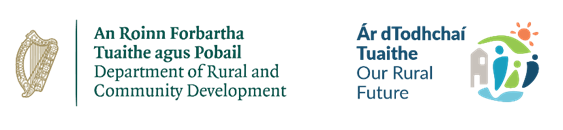 An Roinn Forbartha
Tuaithe agus Pobail
Department of Rural and
Community Development
Ár dTodhchaí
Tuaithe
Our Rural
Future